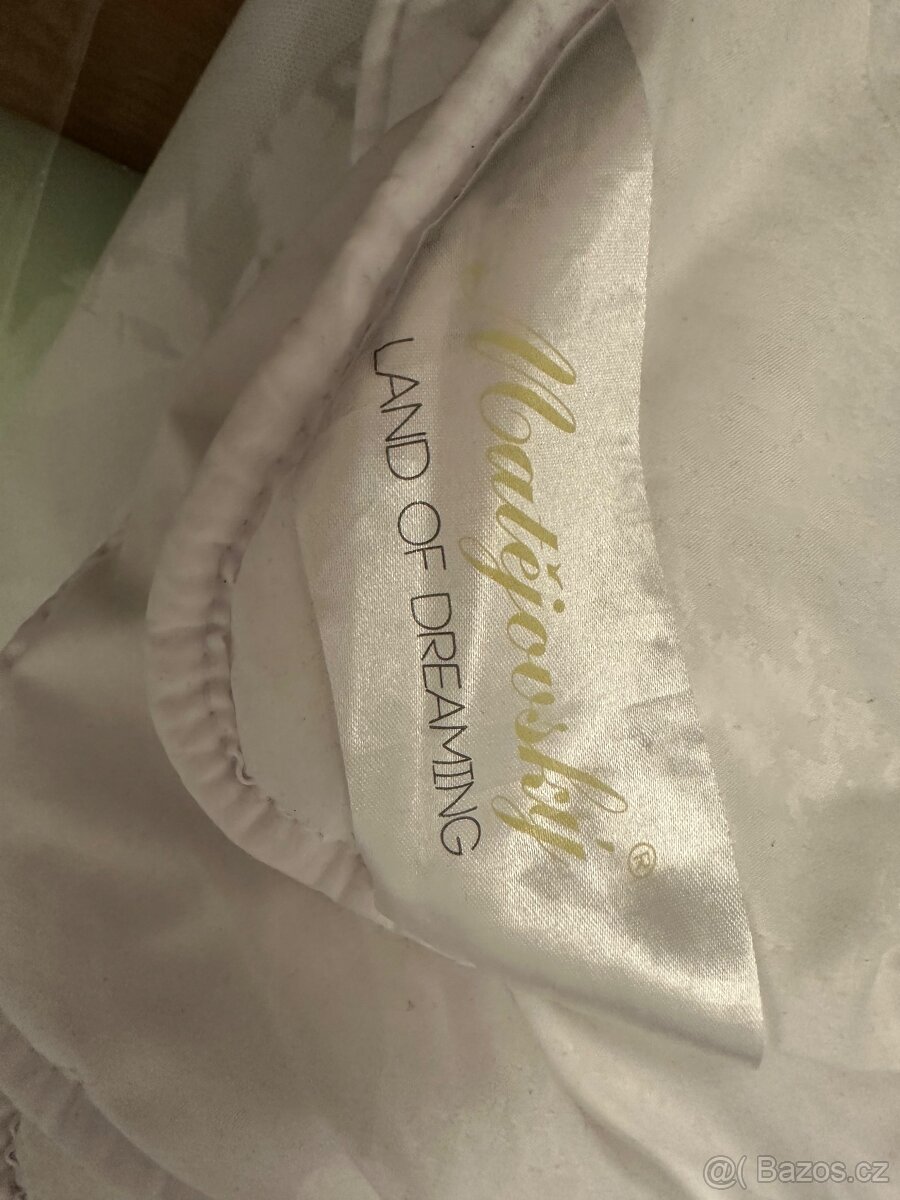 Matějovský®
LAND OF DREAMING
@( Bazos.cz